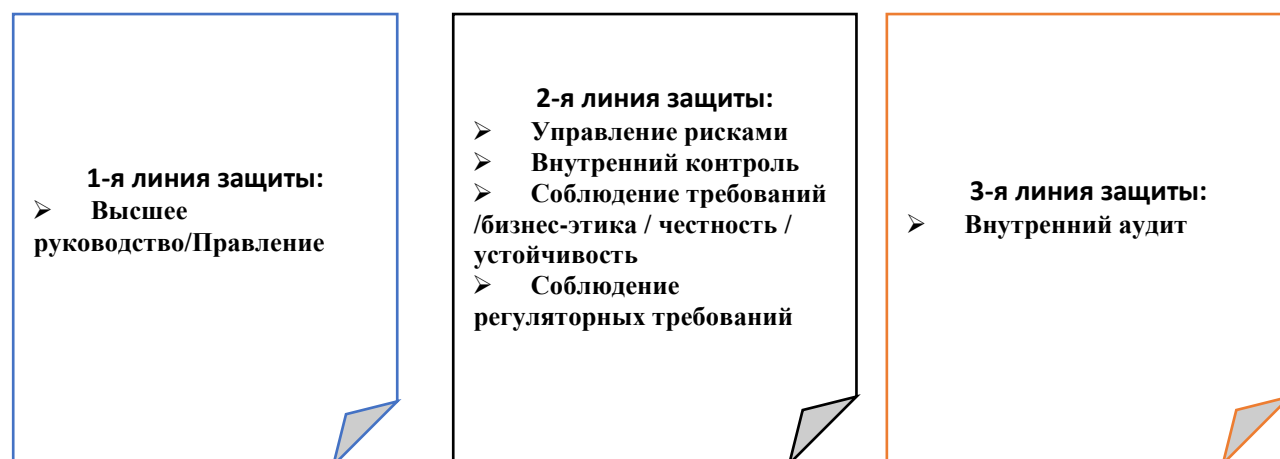 1-я линия защиты:
➢ Высшее
руководство/Правление
2-я линия защиты:
➢ Управление рисками
➢ Внутренний контроль
➢ Соблюдение требований
/бизнес-этика / честность /
устойчивость
➢ Соблюдение
регуляторных требований
3-я линия защиты:
➢ Внутренний аудит